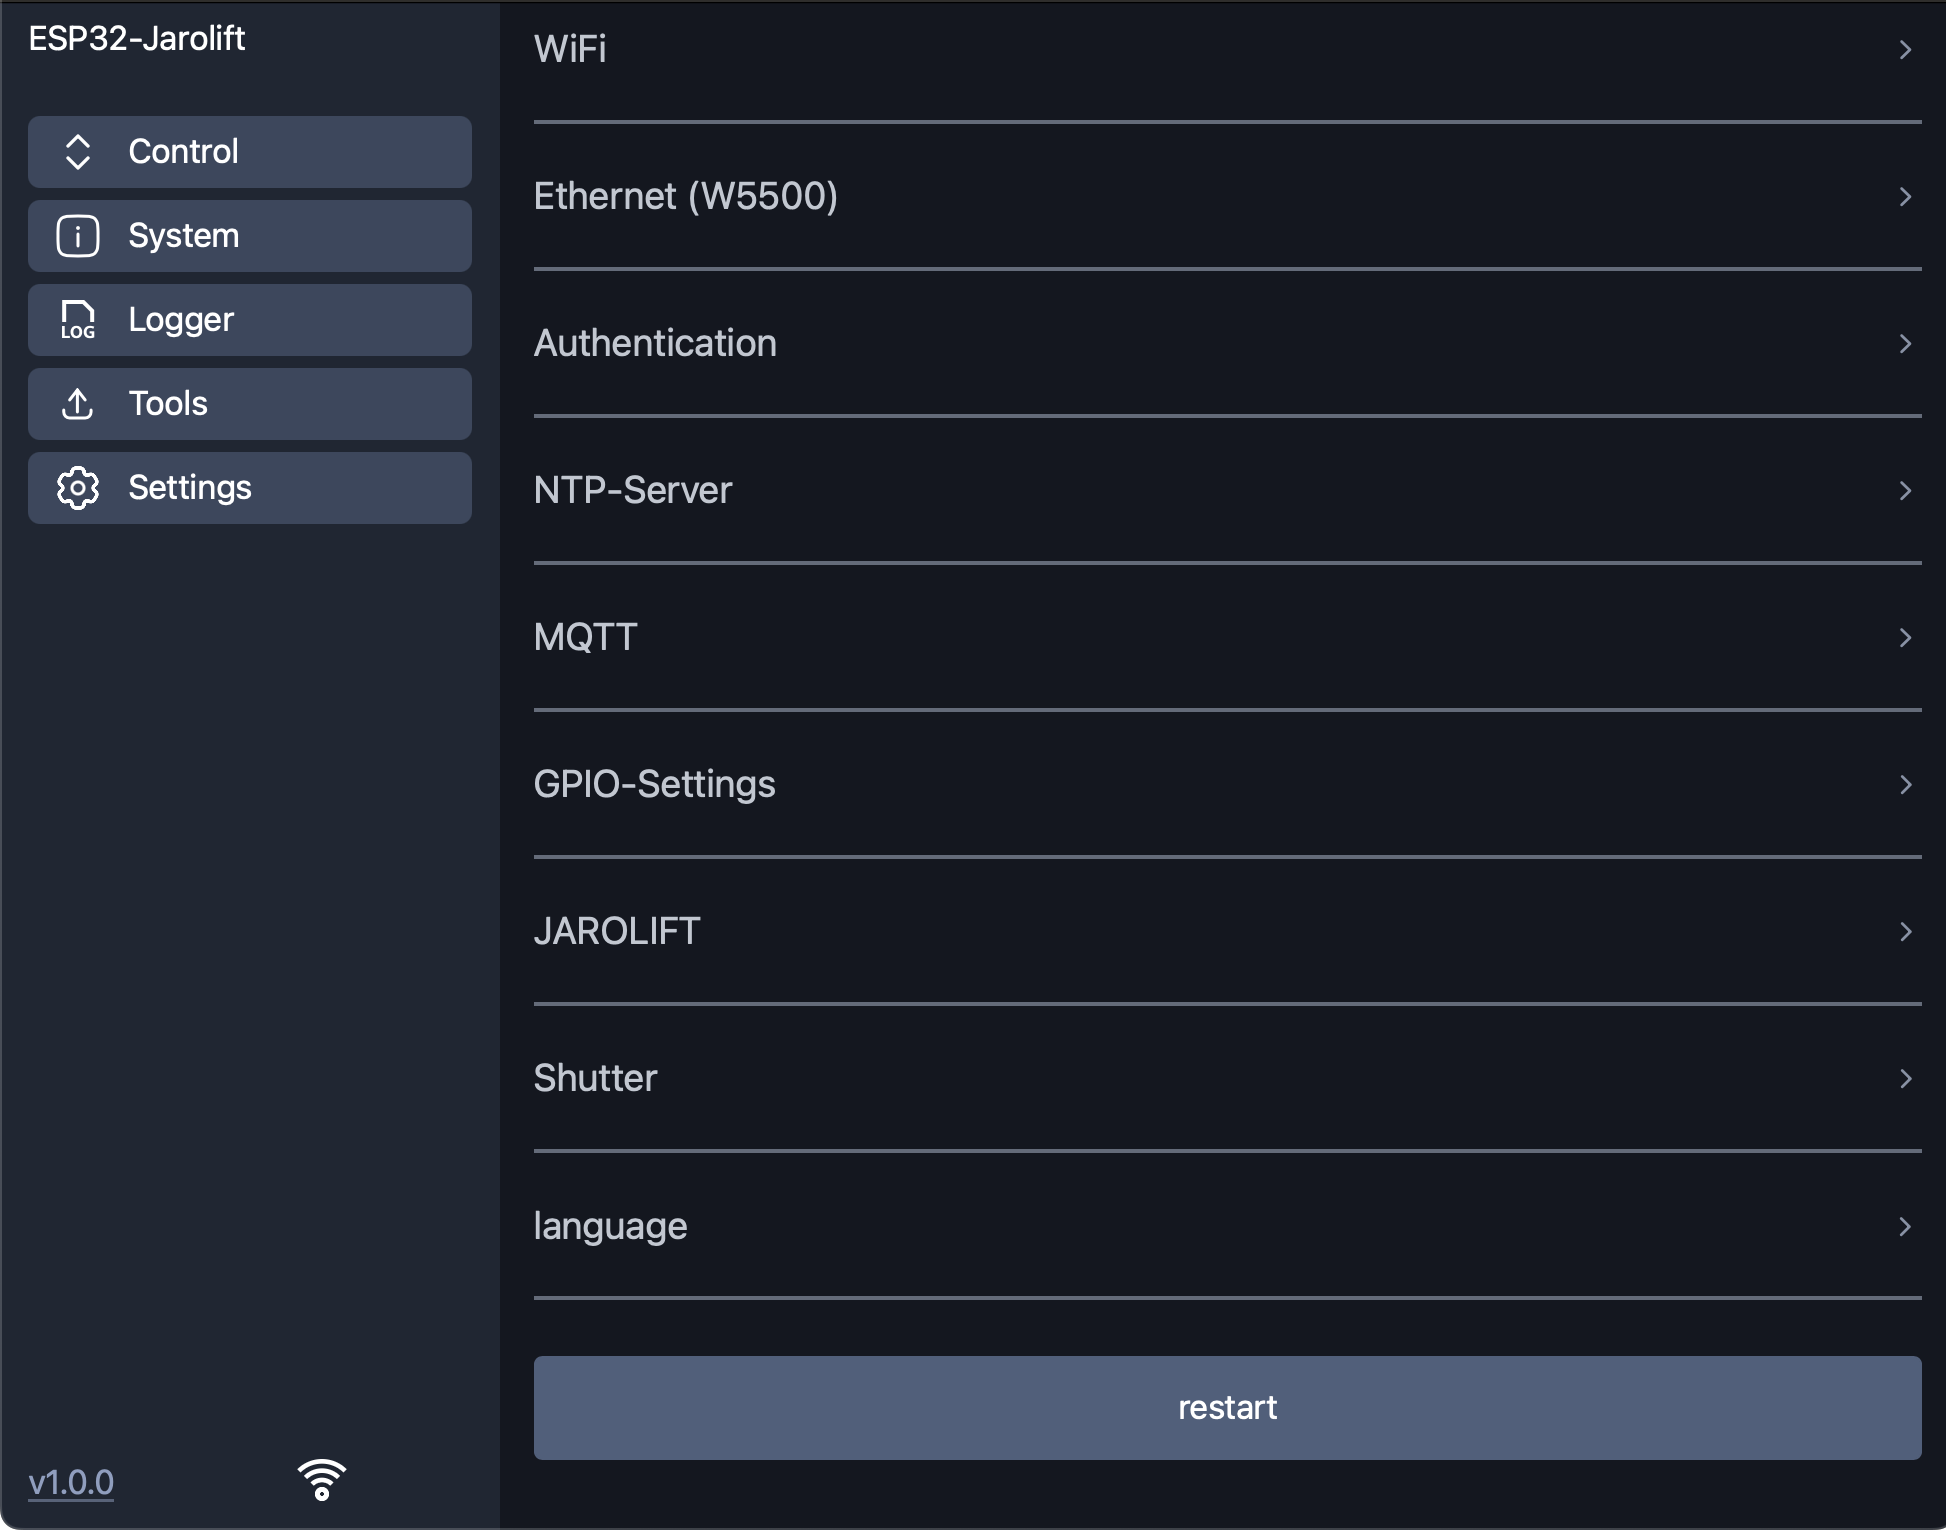 ESP32-Jarolift
Control
System
LOG
Logger
Tools
Settings
v1.0.0
WiFi
Ethernet (W5500)
Authentication
NTP-Server
MQTT
GPIO-Settings
JAROLIFT
Shutter
language
restart